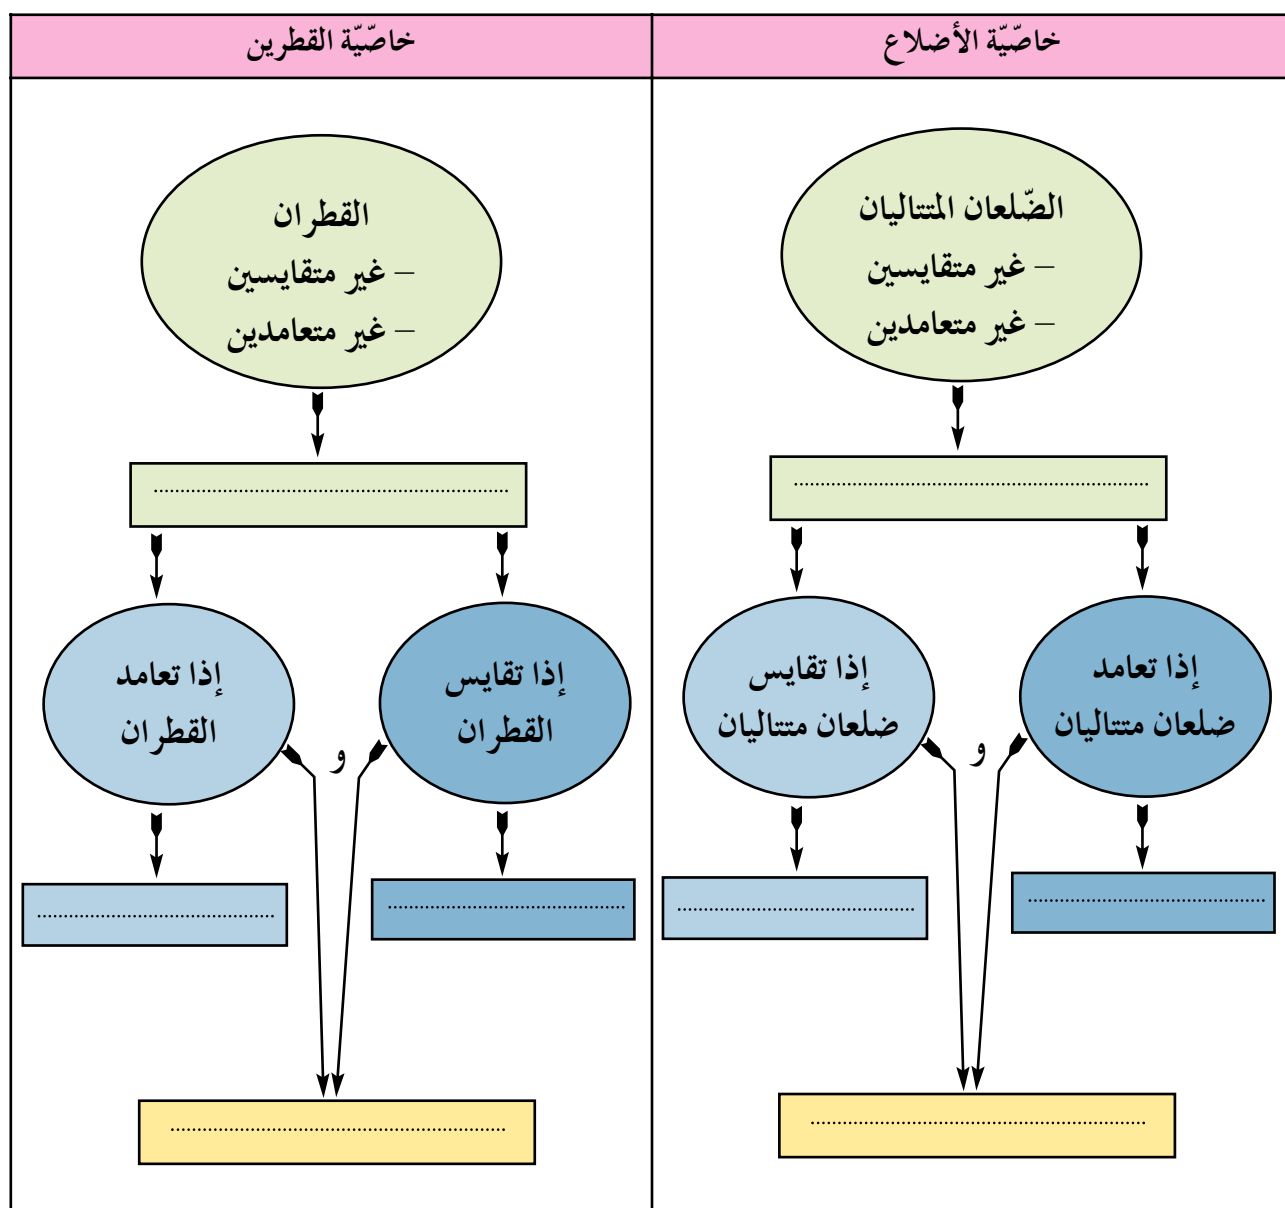 خاصّيّة الأضلاع
خاصّيّة القطرين
الضّلعان المتتاليان
– غير متقايسين
– غير متعامدين
القطران
– غير متقايسين
– غير متعامدين
............................................................
............................................................
إذا تعامد
ضلعان متتاليان
و
إذا تقايس
ضلعان متتاليان
إذا تقايس
القطران
و
إذا تعامد
القطران
........................................
........................................
........................................
........................................
............................................................
............................................................